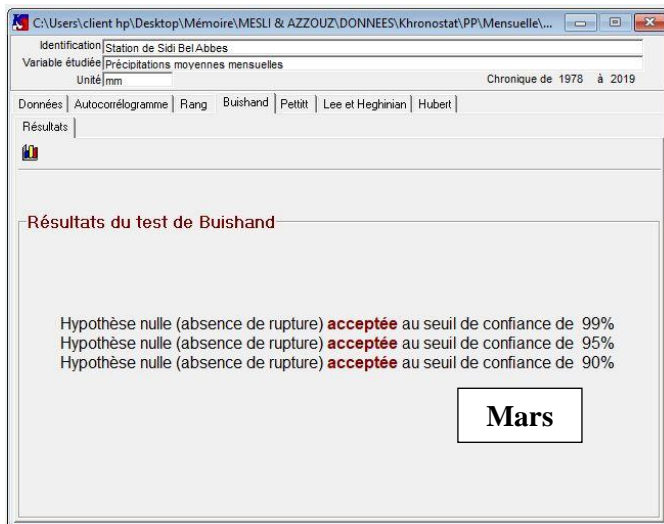 C:\Users\client hp\Desktop\Mémoire\MESLI & AZZOUZ\DONNEES\Khronostat\PP\Mensuelle\...
Identification Station de Sidi Bel Abbes
Variable étudiée Précipitations moyennes mensuelles
Unité mm Chronique de 1978 à 2019
Données Autocorrélogramme Rang Buishand Pettitt Lee et Heghinian Hubert
Résultats
Résultats du test de Buishand
Hypothèse nulle (absence de rupture) acceptée au seuil de confiance de 99%
Hypothèse nulle (absence de rupture) acceptée au seuil de confiance de 95%
Hypothèse nulle (absence de rupture) acceptée au seuil de confiance de 90%
Mars